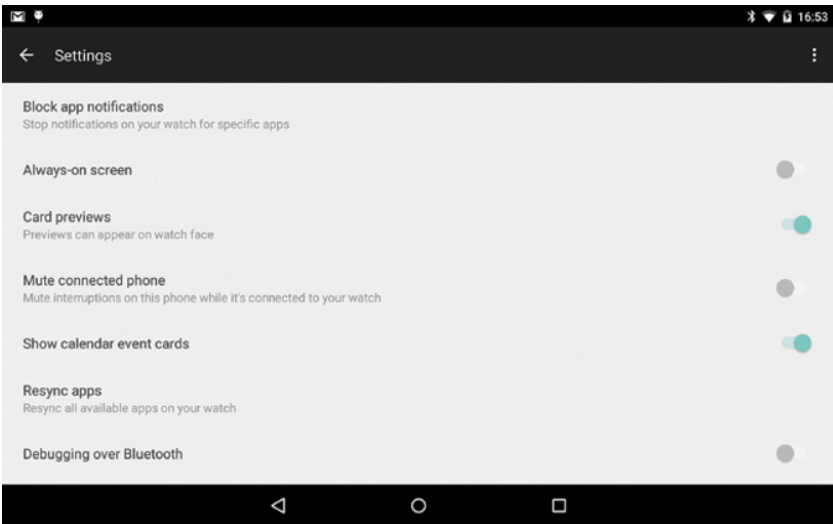 16:53
Settings
Block app notifications
Stop notifications on your watch for specific apps
Always-on screen
Card previews
Previews can appear on watch face
Mute connected phone
Mute interruptions on this phone while it's connected to your watch
Show calendar event cards
Resync apps
Resync all available apps on your watch
Debugging over Bluetooth